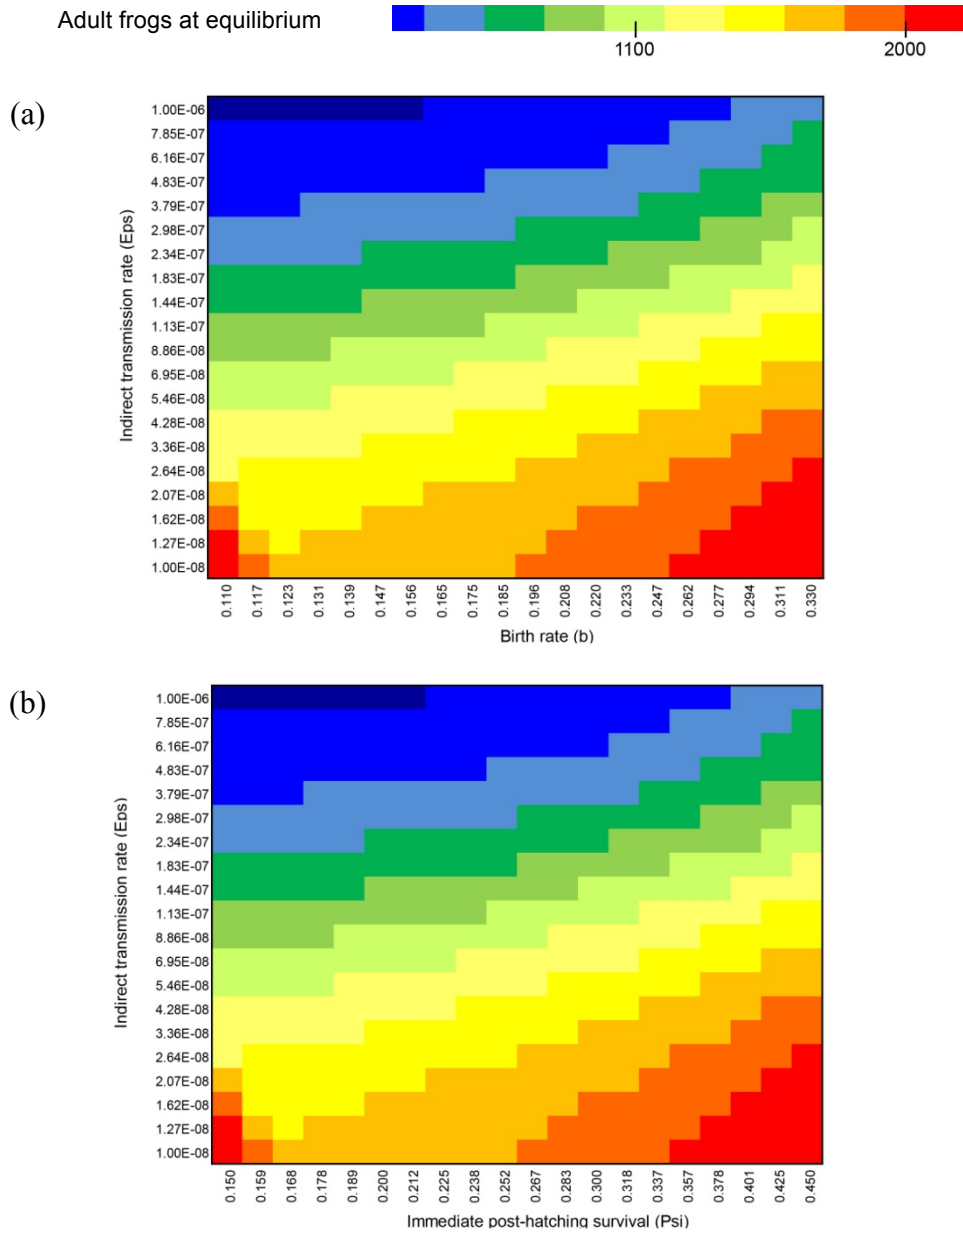 Adult frogs at equilibrium
1100
2000
(a)
Indirect transmission rate (Eps)
1.00E-06
7.85E-07
6.16E-07
4.83E-07
3.79E-07
2.98E-07
2.34E-07
1.83E-07
1.44E-07
1.13E-07
8.86E-08
6.95E-08
5.46E-08
4.28E-08
3.36E-08
2.64E-08
2.07E-08
1.62E-08
1.27E-08
1.00E-08
0.110
0.117
0.123
0.131
0.139
0.147
0.156
0.165
0.175
0.185
0.196
0.208
0.220
0.233
0.247
0.262
0.277
0.294
0.311
0.330
Birth rate (b)
(b)
Indirect transmission rate (Eps)
1.00E-06
7.85E-07
6.16E-07
4.83E-07
3.79E-07
2.98E-07
2.34E-07
1.83E-07
1.44E-07
1.13E-07
8.86E-08
6.95E-08
5.46E-08
4.28E-08
3.36E-08
2.64E-08
2.07E-08
1.62E-08
1.27E-08
1.00E-08
0.150
0.159
0.168
0.178
0.189
0.200
0.212
0.225
0.238
0.252
0.267
0.283
0.300
0.318
0.337
0.357
0.378
0.401
0.425
0.450
Immediate post-hatching survival (Psi)